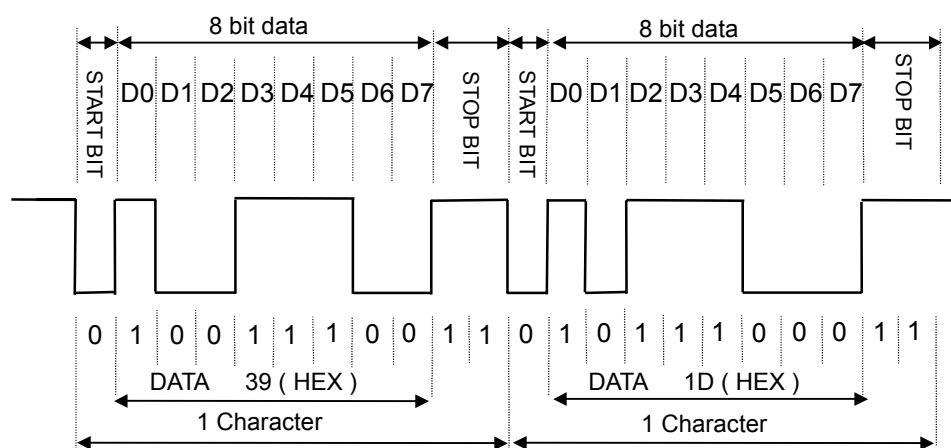 8 bit data 8 bit data
START BIT D0 D1 D2 D3 D4 D5 D6 D7 STOP BIT START BIT D0 D1 D2 D3 D4 D5 D6 D7 STOP BIT
0 1 0 0 1 1 1 0 0 1 1 0 1 0 1 1 1 0 0 0 1 1
DATA 39 ( HEX ) DATA 1D ( HEX )
1 Character 1 Character